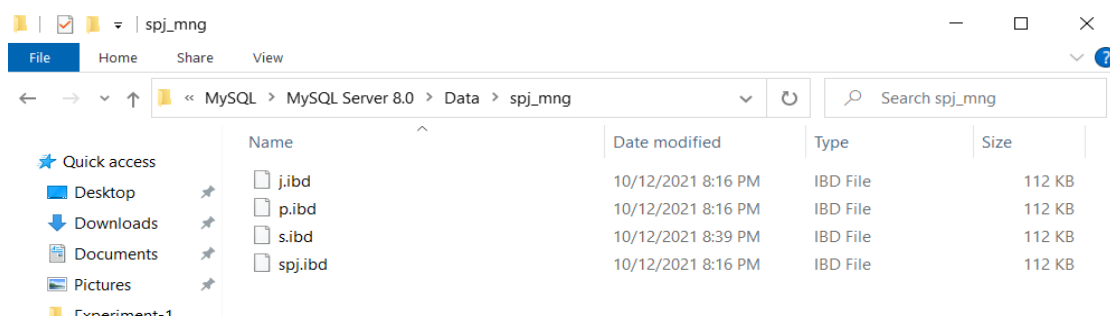 spj_mng
File Home Share View
« MySQL > MySQL Server 8.0 > Data > spj_mng
Search spj_mng
Name Date modified Type Size
Quick access
Desktop
Downloads
Documents
Pictures
Experiment-1
j.ibd 10/12/2021 8:16 PM IBD File 112 KB
p.ibd 10/12/2021 8:16 PM IBD File 112 KB
s.ibd 10/12/2021 8:39 PM IBD File 112 KB
spj.ibd 10/12/2021 8:16 PM IBD File 112 KB